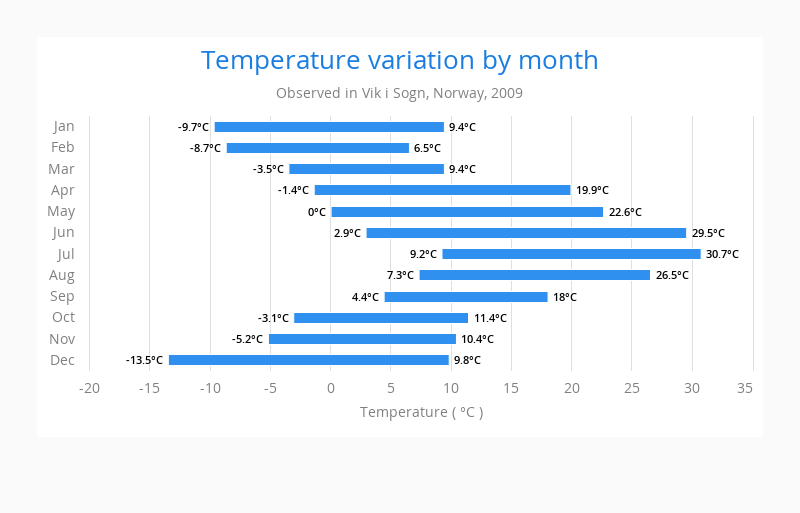 Temperature variation by month
Observed in Vik i Sogn, Norway, 2009
Jan -9.7°C 9.4°C
Feb -8.7°C 6.5°C
Mar -3.5°C 9.4°C
Apr -1.4°C 19.9°C
May 0°C 22.6°C
Jun 2.9°C 29.5°C
Jul 9.2°C 30.7°C
Aug 7.3°C 26.5°C
Sep 4.4°C 18°C
Oct -3.1°C 11.4°C
Nov -5.2°C 10.4°C
Dec -13.5°C 9.8°C
-20 -15 -10 -5 0 5 10 15 20 25 30 35
Temperature ( °C )